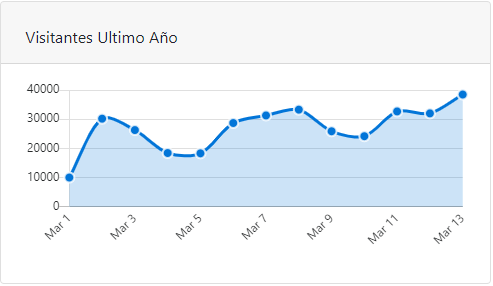 Visitantes Ultimo Año
40000
30000
20000
10000
0
Mar 1
Mar 3
Mar 5
Mar 7
Mar 9
Mar 11
Mar 13